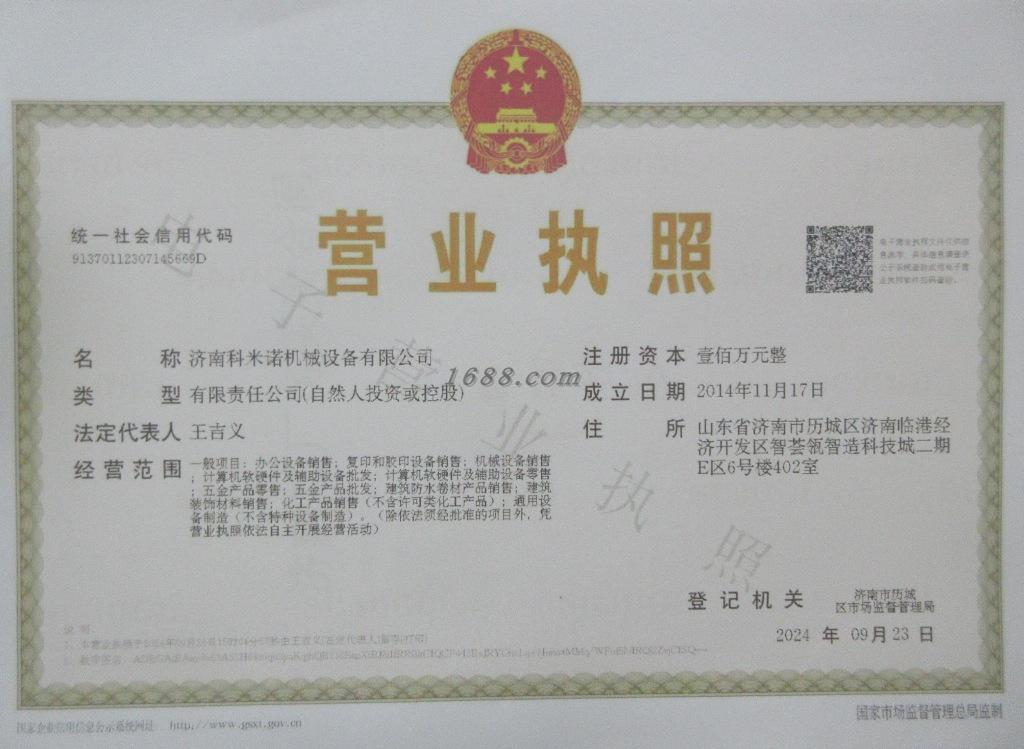 营业执照
统一社会信用代码
91370112307145669D
电子营业执照
名 称 济南科米诺机械设备有限公司
类 型 有限责任公司(自然人投资或控股)
法定代表人 王吉义
经营范围 一般项目：办公设备销售；复印和胶印设备销售；机械设备销售
；计算机软硬件及辅助设备批发；计算机软硬件及辅助设备零售
；五金产品零售；五金产品批发；建筑防水卷材产品销售；建筑
装饰材料销售；化工产品销售（不含许可类化工产品）；通用设
备制造（不含特种设备制造）。（除依法须经批准的项目外，凭
营业执照依法自主开展经营活动）
注册资本 壹佰万元整
成立日期 2014年11月17日
住 所 山东省济南市历城区济南临港经
济开发区智荟瓴智造科技城二期
E区6号楼402室
1688.com
登记机关 济南市历城
区市场监督管理局
2024 年 09月 23 日
国家企业信用信息公示系统网址： http://www.gsxt.gov.cn
国家市场监督管理总局监制